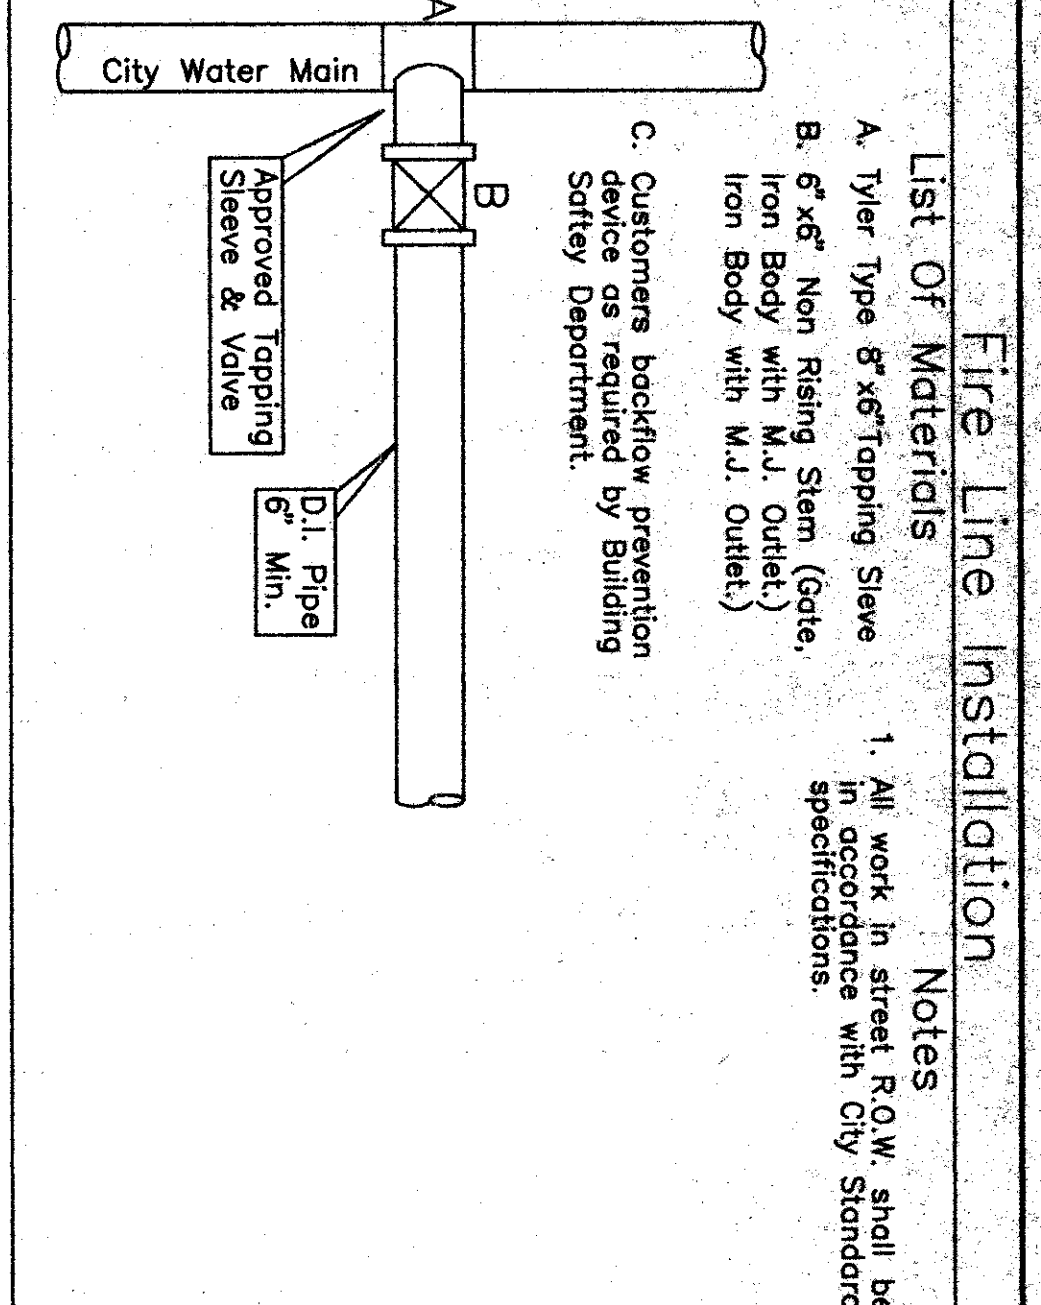 Fire Line Installation
List Of Materials
A. Tyler Type 8"x6" Tapping Sleve
B. 6"x6" Non Rising Stem (Gate,
Iron Body with M.J. Outlet.)
Iron Body with M.J. Outlet.)
C. Customers backflow prevention
device as required by Building
Saftey Department.
Notes
1. All work in street R.O.W. shall be
in accordance with City Standard
specifications.
A
City Water Main
B
Approved Tapping
Sleeve & Valve
D.I. Pipe
6" Min.